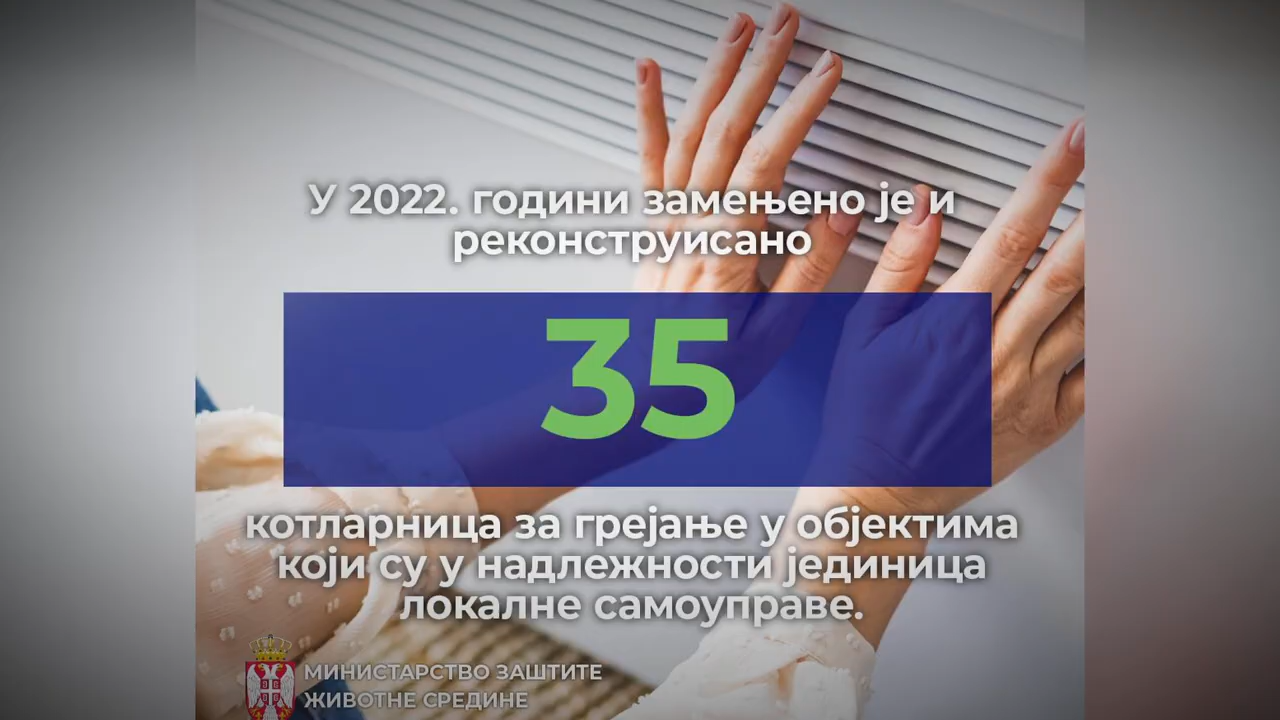 У 2022. години замењено је и
реконструисано
35
котларница за грејање у објектима
који су у надлежности јединица
локалне самоуправе.
МИНИСТАРСТВО ЗАШТИТЕ
ЖИВОТНЕ СРЕДИНЕ